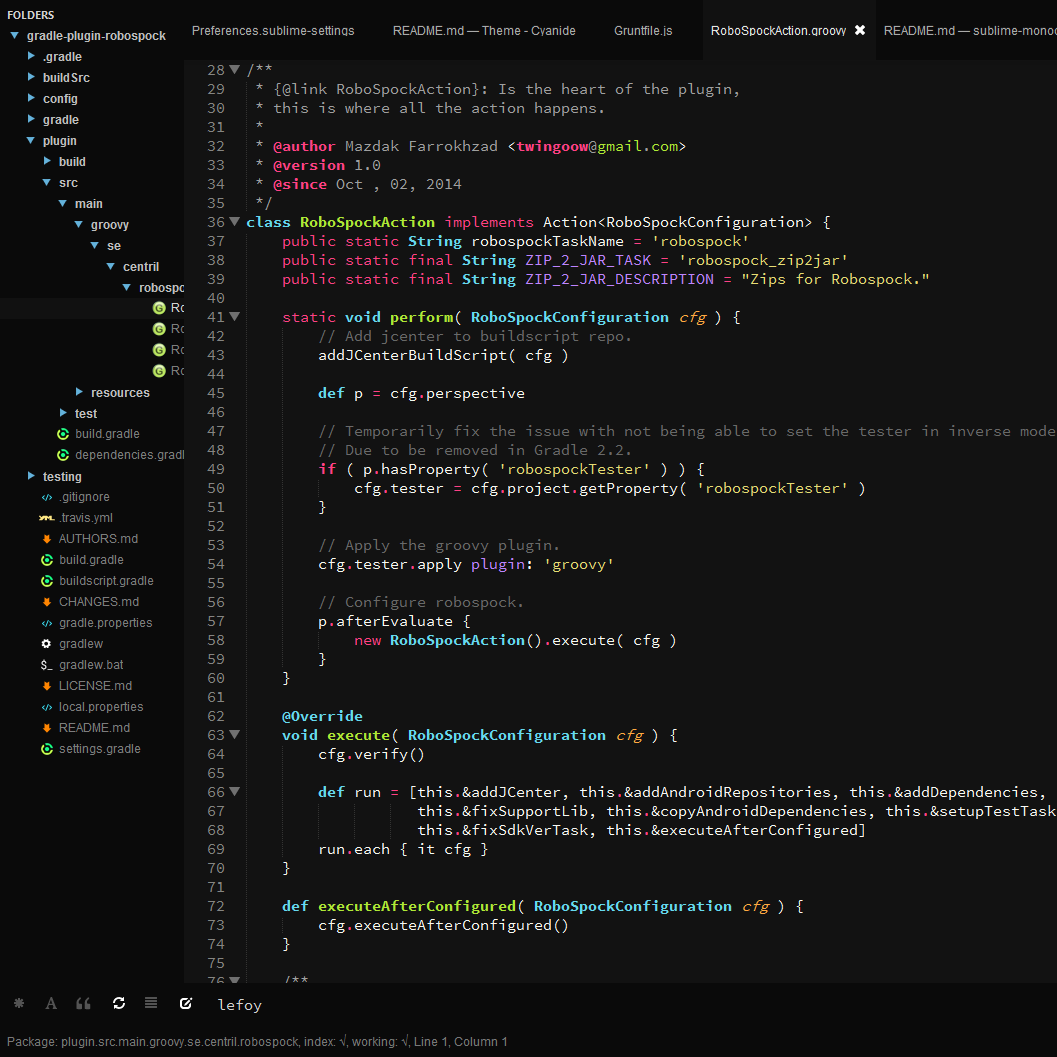 FOLDERS
gradle-plugin-robospock
.gradle
buildSrc
config
gradle
plugin
build
src
main
groovy
se
centril
robospo
Ro
Ro
Ro
Ro
resources
test
build.gradle
dependencies.gradl
testing
.gitignore
.travis.yml
AUTHORS.md
build.gradle
buildscript.gradle
CHANGES.md
gradle.properties
gradlew
gradlew.bat
LICENSE.md
local.properties
README.md
settings.gradle
Preferences.sublime-settings README.md — Theme - Cyanide Gruntfile.js RoboSpockAction.groovy ✖ README.md — sublime-mono
28 /**
29  * {@link RoboSpockAction}: Is the heart of the plugin,
30  * this is where all the action happens.
31  *
32  * @author Mazdak Farrokhzad <twingoow@gmail.com>
33  * @version 1.0
34  * @since Oct , 02, 2014
35  */
36 class RoboSpockAction implements Action<RoboSpockConfiguration> {
37     public static String robospockTaskName = 'robospock'
38     public static final String ZIP_2_JAR_TASK = 'robospock_zip2jar'
39     public static final String ZIP_2_JAR_DESCRIPTION = "Zips for Robospock."
40
41     static void perform( RoboSpockConfiguration cfg ) {
42         // Add jcenter to buildscript repo.
43         addJCenterBuildScript( cfg )
44
45         def p = cfg.perspective
46
47         // Temporarily fix the issue with not being able to set the tester in inverse mode
48         // Due to be removed in Gradle 2.2.
49         if ( p.hasProperty( 'robospockTester' ) ) {
50             cfg.tester = cfg.project.getProperty( 'robospockTester' )
51         }
52
53         // Apply the groovy plugin.
54         cfg.tester.apply plugin: 'groovy'
55
56         // Configure robospock.
57         p.afterEvaluate {
58             new RoboSpockAction().execute( cfg )
59         }
60     }
61
62     @Override
63     void execute( RoboSpockConfiguration cfg ) {
64         cfg.verify()
65
66         def run = [this.&addJCenter, this.&addAndroidRepositories, this.&addDependencies,
67                    this.&fixSupportLib, this.&copyAndroidDependencies, this.&setupTestTask
68                    this.&fixSdkVerTask, this.&executeAfterConfigured]
69         run.each { it cfg }
70     }
71
72     def executeAfterConfigured( RoboSpockConfiguration cfg ) {
73         cfg.executeAfterConfigured()
74     }
75
76     /**
lefoy
Package: plugin.src.main.groovy.se.centril.robospock, index: √, working: √, Line 1, Column 1